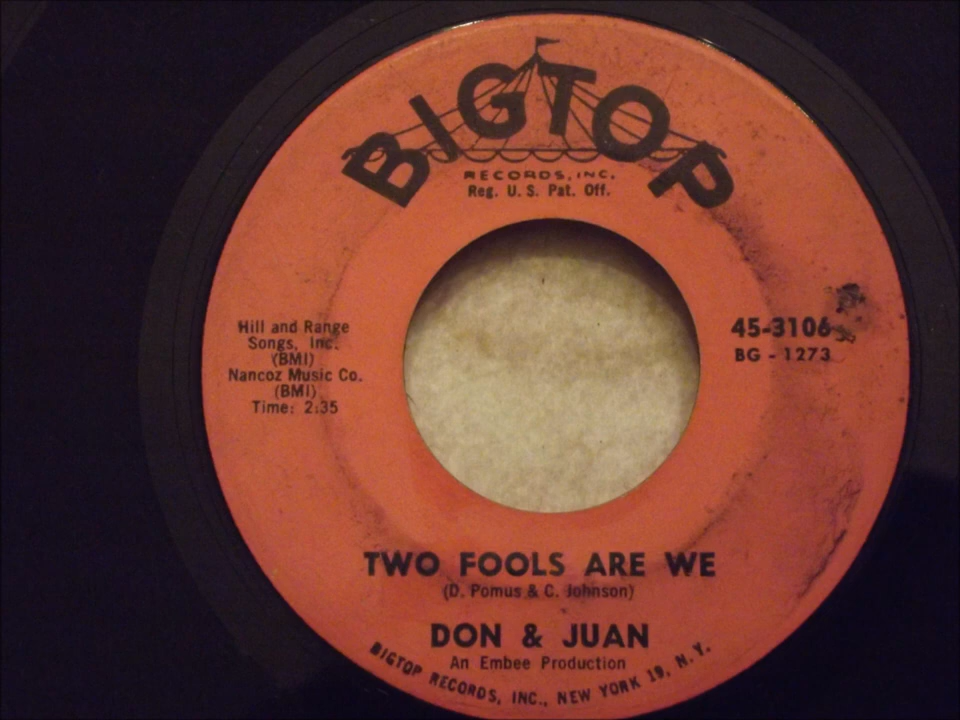 BIGTOP
RECORDS, INC.
Reg. U. S. Pat. Off.
Hill and Range
Songs, Inc.
(BMI)
Nancoz Music Co.
(BMI)
Time: 2:35
45-3106
BG - 1273
TWO FOOLS ARE WE
(D. Pomus & C. Johnson)
DON & JUAN
An Embee Production
BIGTOP RECORDS, INC., NEW YORK 19, N.Y.